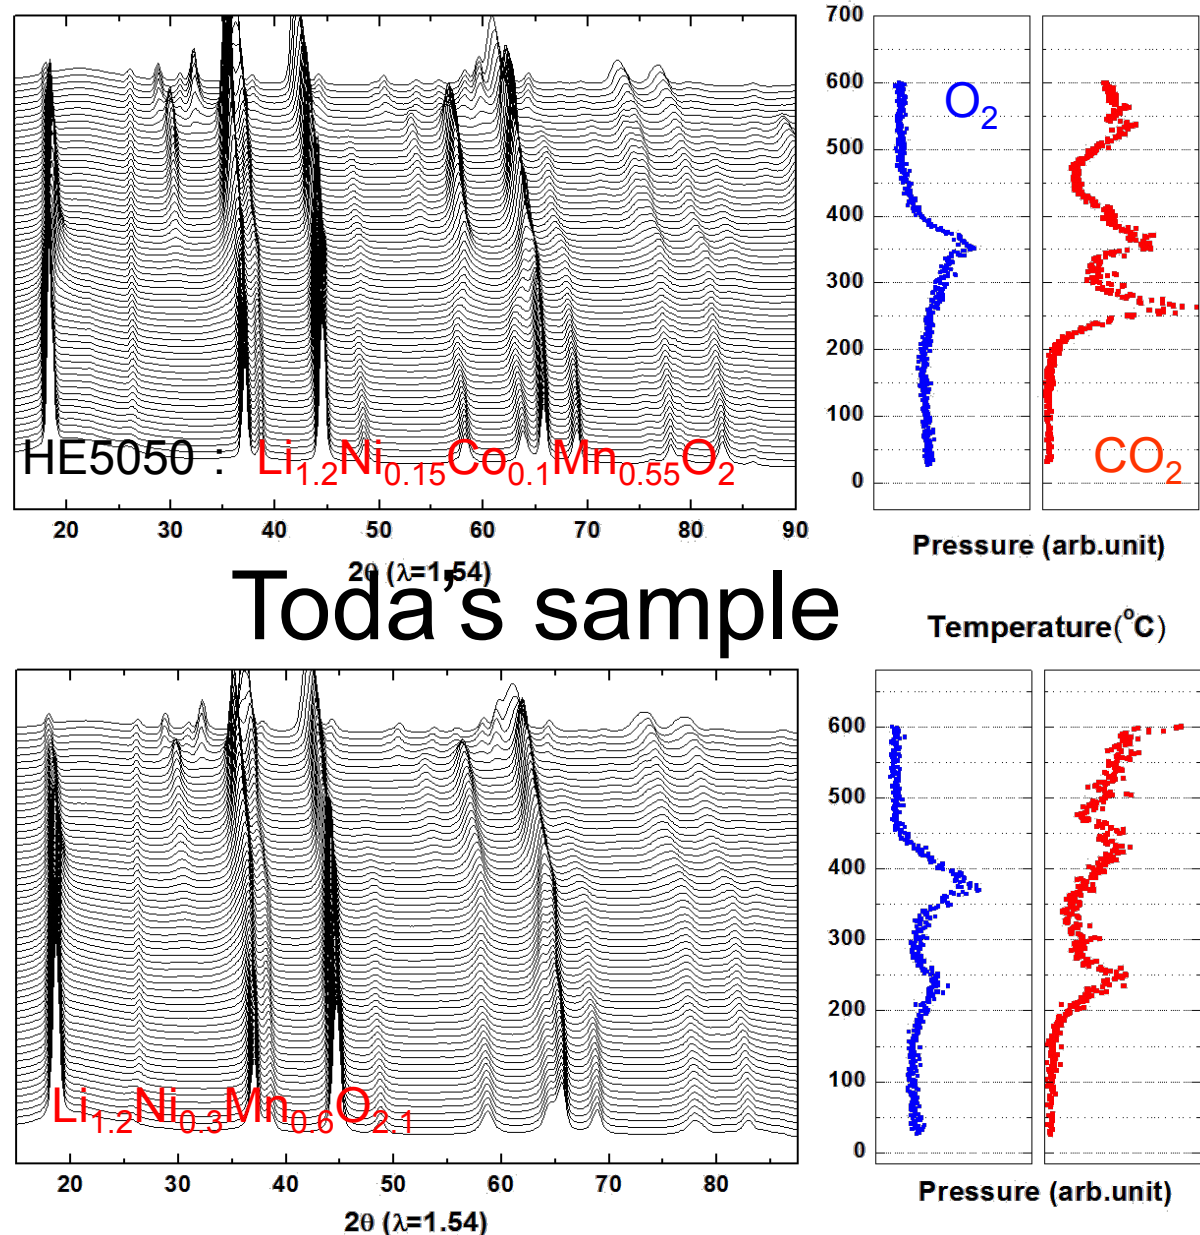 700
600
500
400
300
200
100
0
O₂
CO₂
HE5050 : Li₁.₂Ni₀.₁₅Co₀.₁Mn₀.₅₅O₂
20 30 40 50 60 70 80 90
2θ (λ=1.54)
Pressure (arb.unit)
Toda's sample
Temperature(°C)
600
500
400
300
200
100
0
Li₁.₂Ni₀.₃Mn₀.₆O₂.₁
20 30 40 50 60 70 80
2θ (λ=1.54)
Pressure (arb.unit)